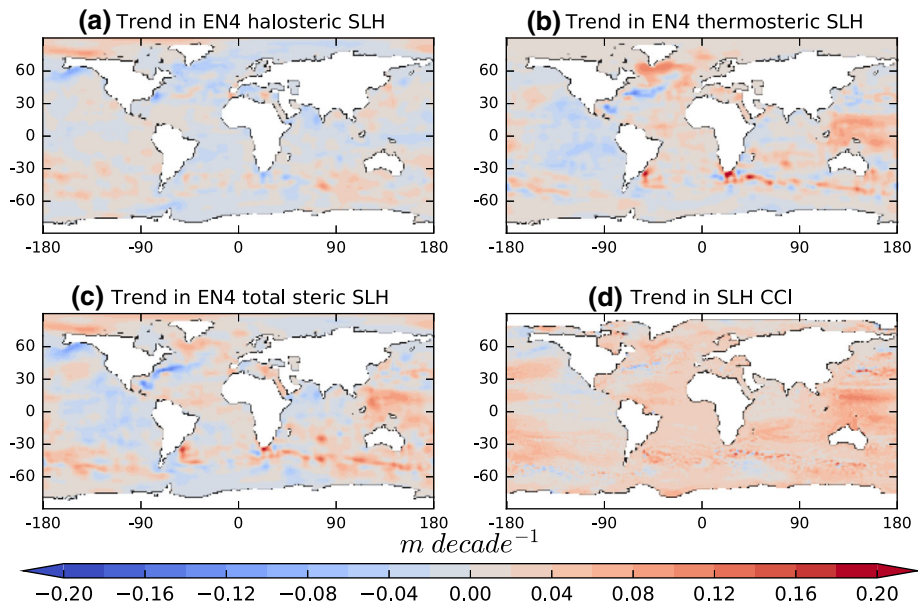 (a) Trend in EN4 halosteric SLH
(b) Trend in EN4 thermosteric SLH
60
30
0
-30
-60
-180 -90 0 90 180
60
30
0
-30
-60
-180 -90 0 90 180
(c) Trend in EN4 total steric SLH
(d) Trend in SLH CCI
60
30
0
-30
-60
-180 -90 0 90 180
60
30
0
-30
-60
-180 -90 0 90 180
m decade⁻¹
−0.20 −0.16 −0.12 −0.08 −0.04 0.00 0.04 0.08 0.12 0.16 0.20